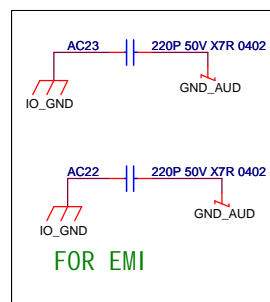 AC23 220P 50V X7R 0402
IO_GND GND_AUD
AC22 220P 50V X7R 0402
IO_GND GND_AUD
FOR EMI